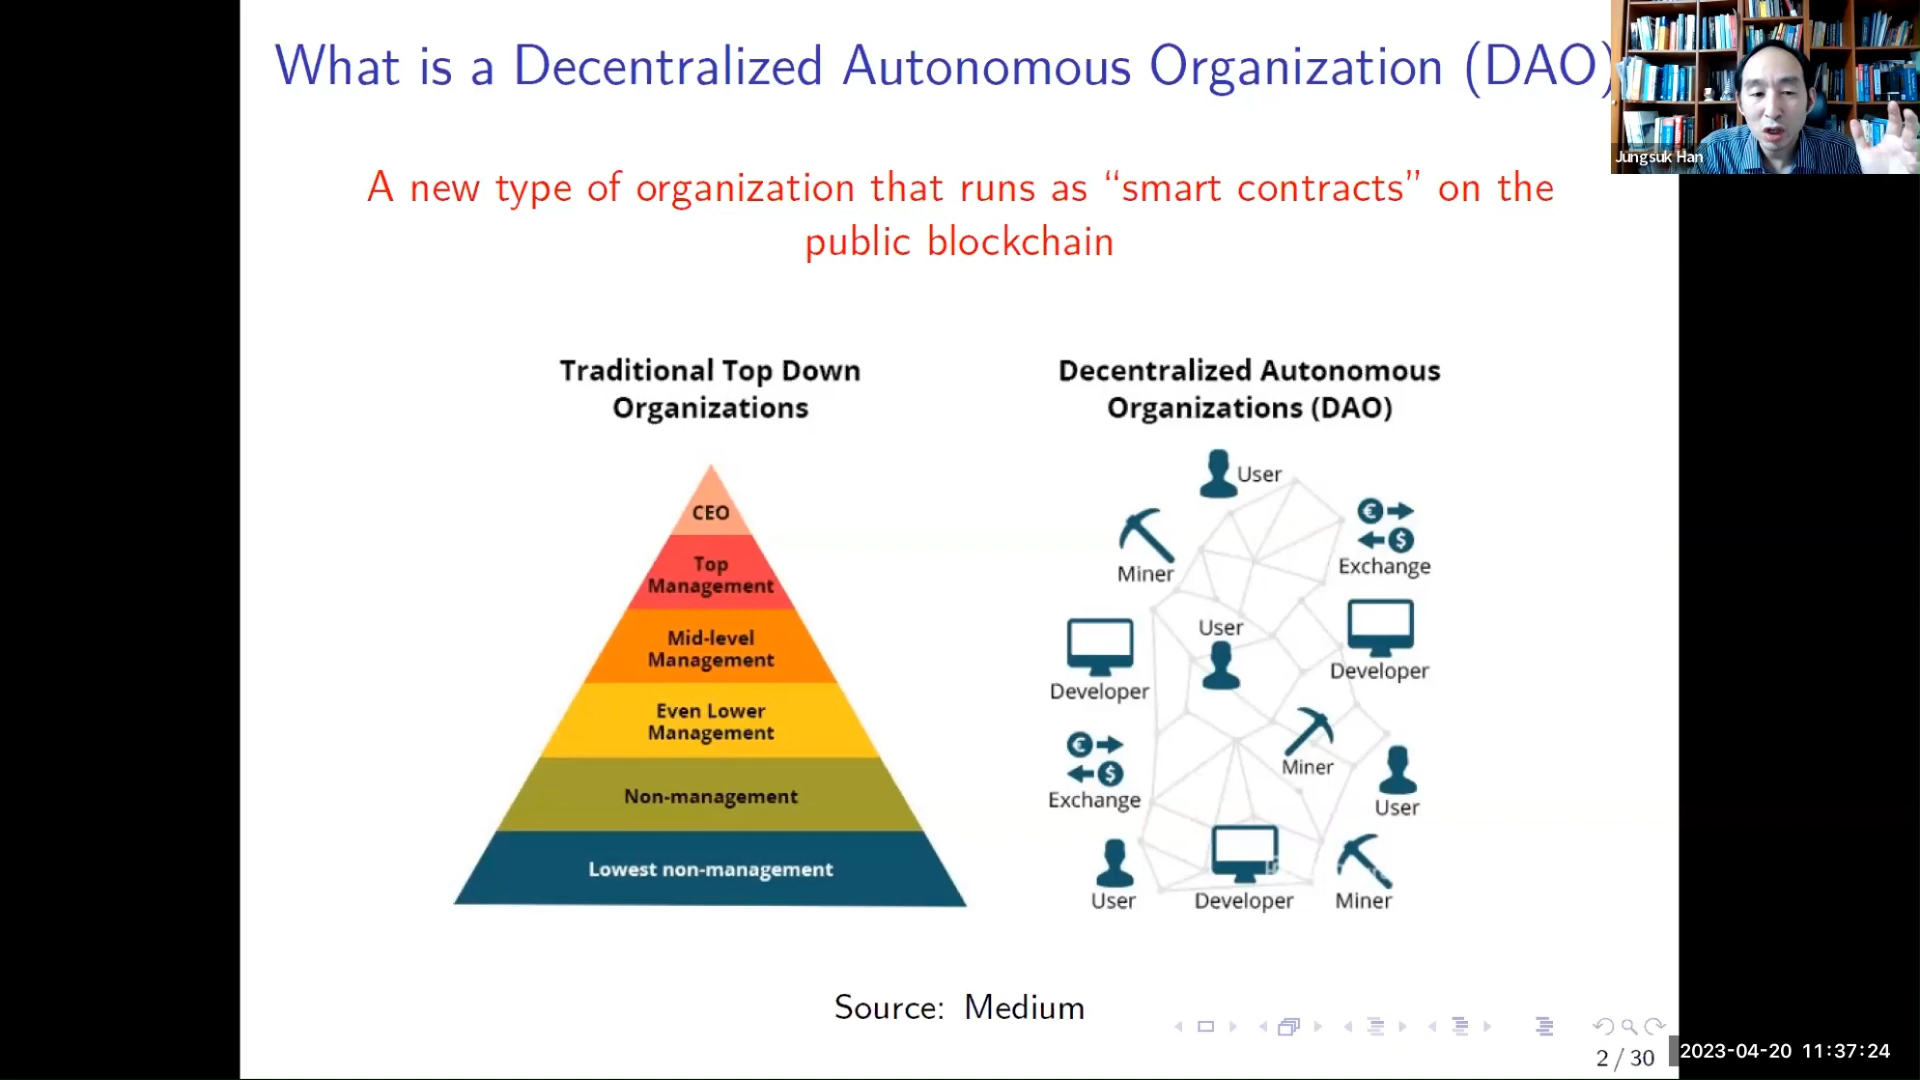 What is a Decentralized Autonomous Organization (DAO)
Jungsuk Han
A new type of organization that runs as “smart contracts” on the
public blockchain
Traditional Top Down
Organizations
CEO
Top
Management
Mid-level
Management
Even Lower
Management
Non-management
Lowest non-management
Decentralized Autonomous
Organizations (DAO)
User
Miner
Exchange
User
Developer
Developer
Miner
Exchange
User
User
Developer
Miner
Source: Medium
2 / 30
2023-04-20 11:37:24